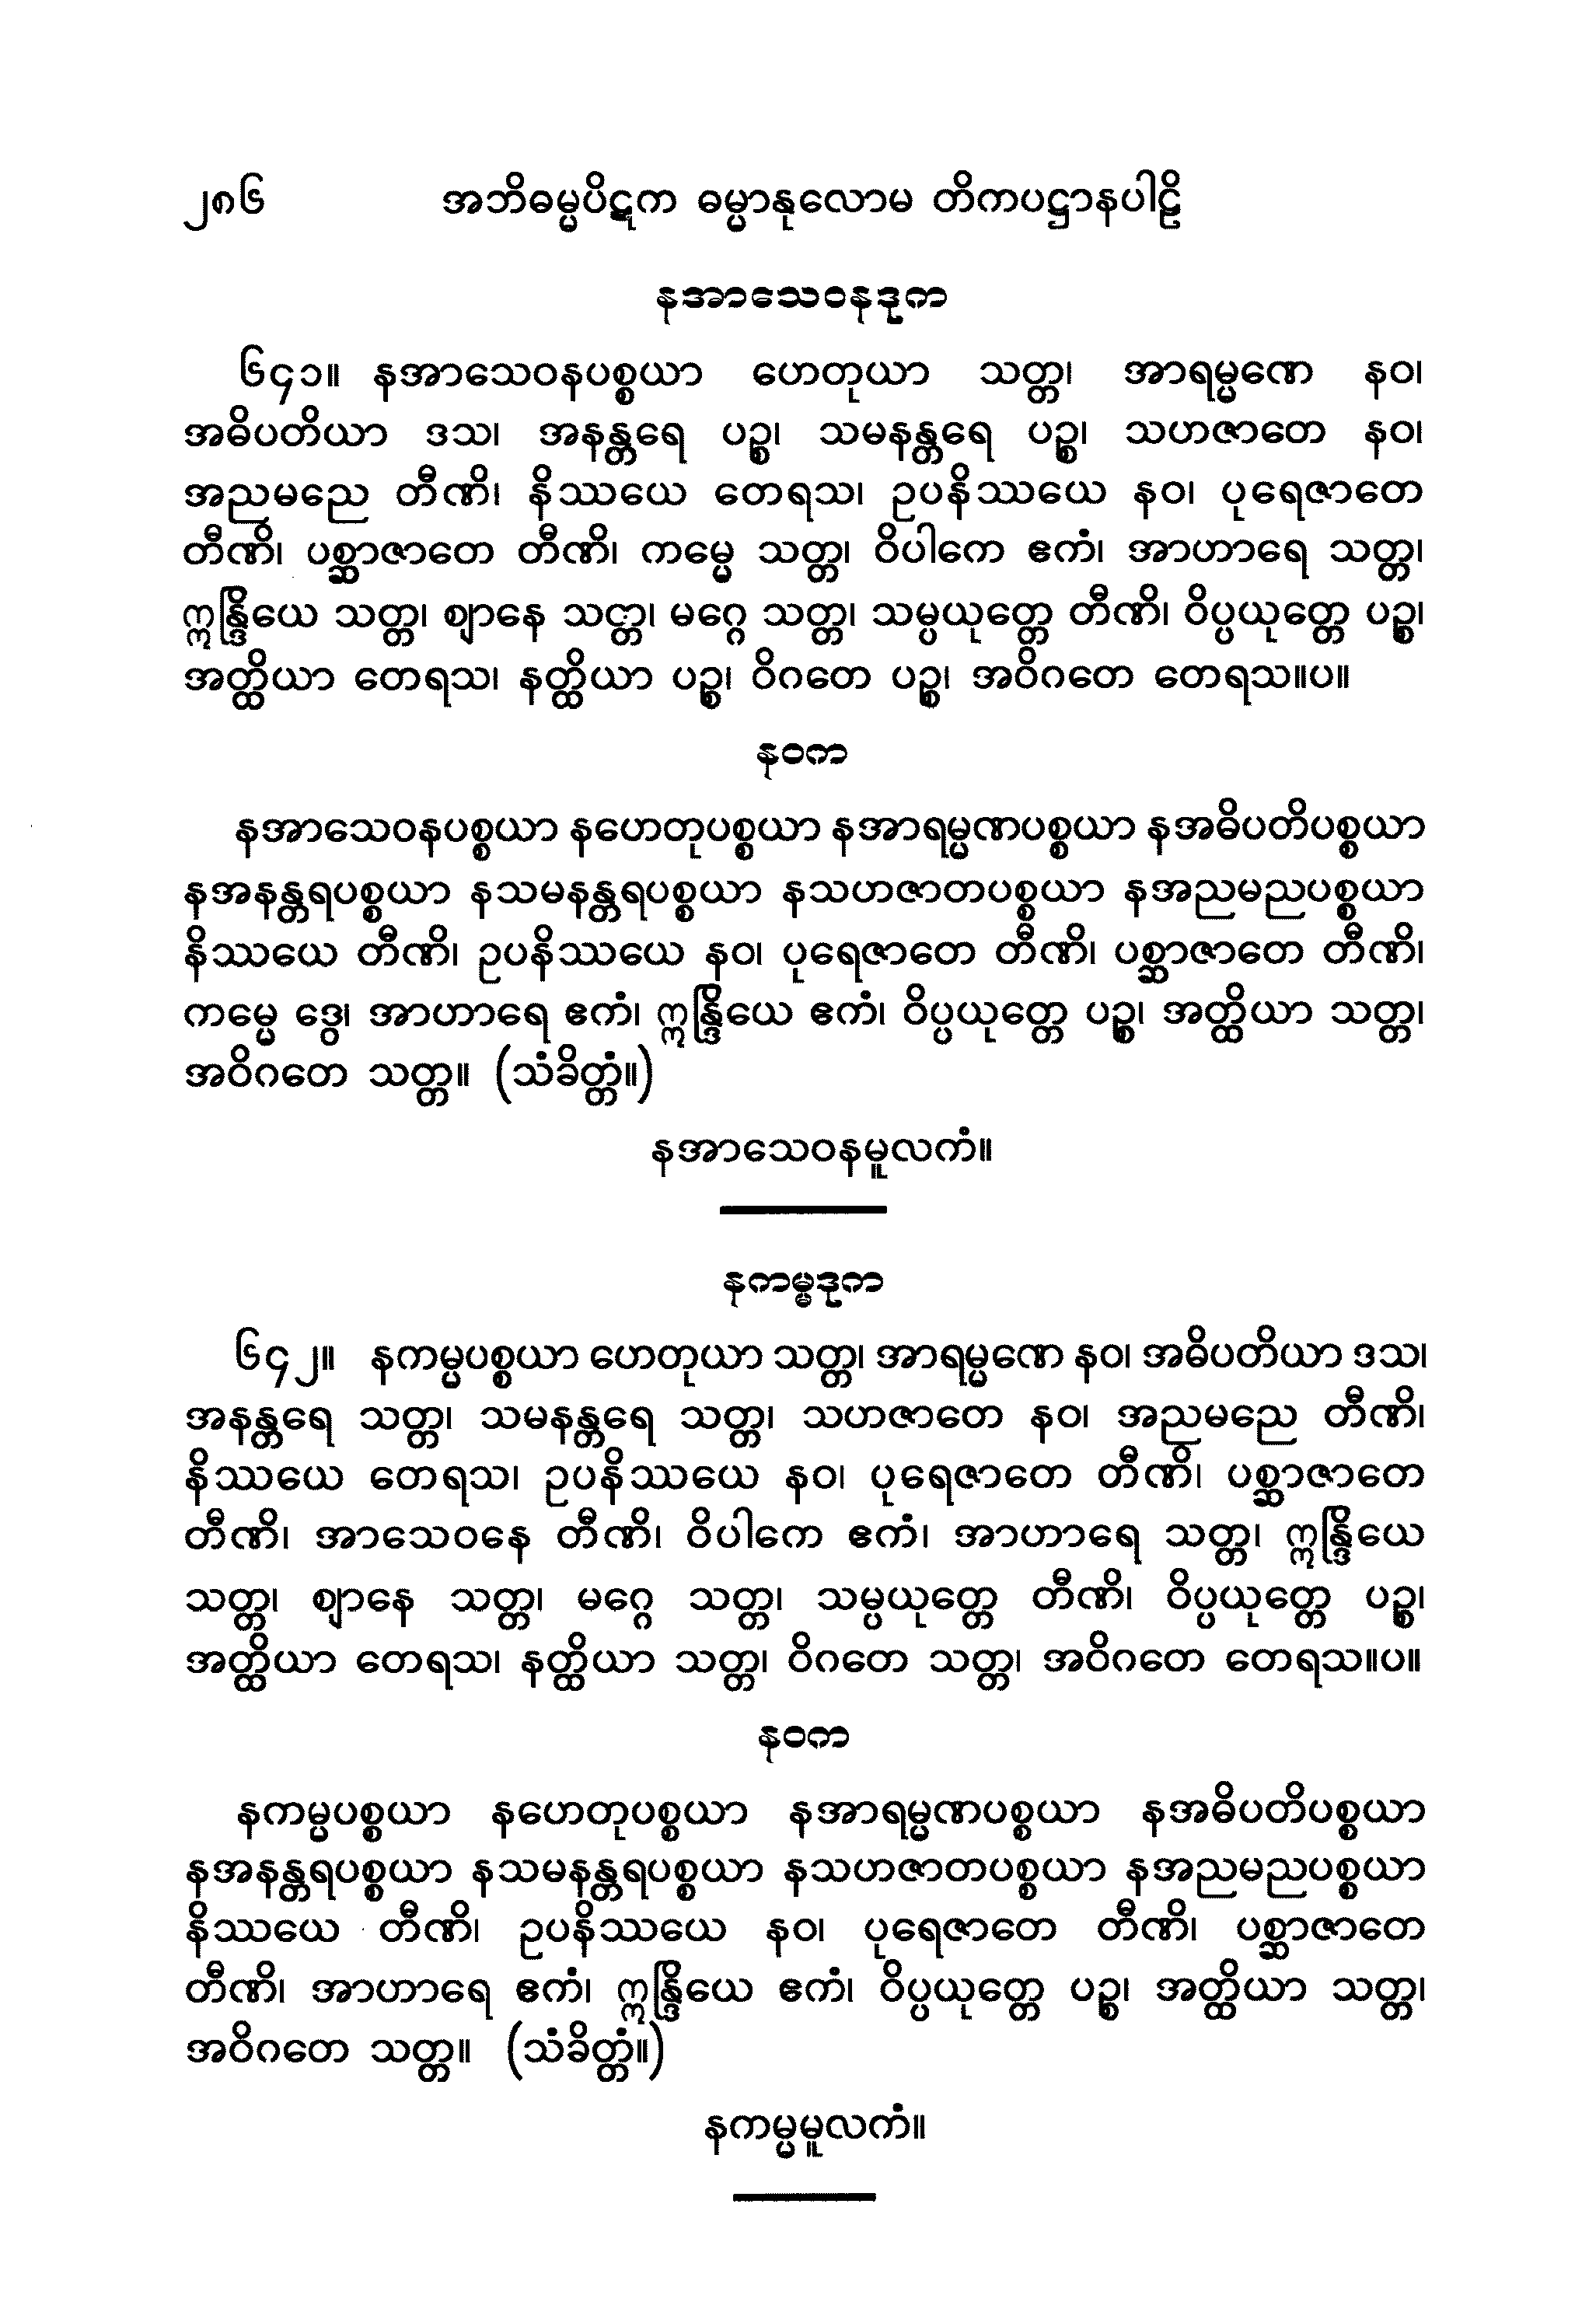 ၂၈၆ အဘိဓမ္မပိဋက ဓမ္မာနုလောမ တိကပဋ္ဌာနပါဠိ
နအာသေဝနဒုက
၆၄၁။ နအာသေဝနပစ္စယာ ဟေတုယာ သတ္တ၊ အာရမ္မဏေ နဝ၊
အဓိပတိယာ ဒသ၊ အနန္တရေ ပဉ္စ၊ သမနန္တရေ ပဉ္စ၊ သဟဇာတေ နဝ၊
အညမညေ တီဏိ၊ နိဿယေ တေရသ၊ ဥပနိဿယေ နဝ၊ ပုရေဇာတေ
တီဏိ၊ ပစ္ဆာဇာတေ တီဏိ၊ ကမ္မေ သတ္တ၊ ဝိပါကေ ဧကံ၊ အာဟာရေ သတ္တ၊
ဣန္ဒြိယေ သတ္တ၊ ဈာနေ သတ္တ၊ မဂ္ဂေ သတ္တ၊ သမ္ပယုတ္တေ တီဏိ၊ ဝိပ္ပယုတ္တေ ပဉ္စ၊
အတ္ထိယာ တေရသ၊ နတ္ထိယာ ပဉ္စ၊ ဝိဂတေ ပဉ္စ၊ အဝိဂတေ တေရသ။ပ။
နဝက
နအာသေဝနပစ္စယာ နဟေတုပစ္စယာ နအာရမ္မဏပစ္စယာ နအဓိပတိပစ္စယာ
နအနန္တရပစ္စယာ နသမနန္တရပစ္စယာ နသဟဇာတပစ္စယာ နအညမညပစ္စယာ
နိဿယေ တီဏိ၊ ဥပနိဿယေ နဝ၊ ပုရေဇာတေ တီဏိ၊ ပစ္ဆာဇာတေ တီဏိ၊
ကမ္မေ ဒွေ၊ အာဟာရေ ဧကံ၊ ဣန္ဒြိယေ ဧကံ၊ ဝိပ္ပယုတ္တေ ပဉ္စ၊ အတ္ထိယာ သတ္တ၊
အဝိဂတေ သတ္တ။ (သံခိတ္တံ။)
နအာသေဝနမူလကံ။
နကမ္မဒုက
၆၄၂။ နကမ္မပစ္စယာ ဟေတုယာ သတ္တ၊ အာရမ္မဏေ နဝ၊ အဓိပတိယာ ဒသ၊
အနန္တရေ သတ္တ၊ သမနန္တရေ သတ္တ၊ သဟဇာတေ နဝ၊ အညမညေ တီဏိ၊
နိဿယေ တေရသ၊ ဥပနိဿယေ နဝ၊ ပုရေဇာတေ တီဏိ၊ ပစ္ဆာဇာတေ
တီဏိ၊ အာသေဝနေ တီဏိ၊ ဝိပါကေ ဧကံ၊ အာဟာရေ သတ္တ၊ ဣန္ဒြိယေ
သတ္တ၊ ဈာနေ သတ္တ၊ မဂ္ဂေ သတ္တ၊ သမ္ပယုတ္တေ တီဏိ၊ ဝိပ္ပယုတ္တေ ပဉ္စ၊
အတ္ထိယာ တေရသ၊ နတ္ထိယာ သတ္တ၊ ဝိဂတေ သတ္တ၊ အဝိဂတေ တေရသ။ပ။
နဝက
နကမ္မပစ္စယာ နဟေတုပစ္စယာ နအာရမ္မဏပစ္စယာ နအဓိပတိပစ္စယာ
နအနန္တရပစ္စယာ နသမနန္တရပစ္စယာ နသဟဇာတပစ္စယာ နအညမညပစ္စယာ
နိဿယေ တီဏိ၊ ဥပနိဿယေ နဝ၊ ပုရေဇာတေ တီဏိ၊ ပစ္ဆာဇာတေ
တီဏိ၊ အာဟာရေ ဧကံ၊ ဣန္ဒြိယေ ဧကံ၊ ဝိပ္ပယုတ္တေ ပဉ္စ၊ အတ္ထိယာ သတ္တ၊
အဝိဂတေ သတ္တ။ (သံခိတ္တံ။)
နကမ္မမူလကံ။